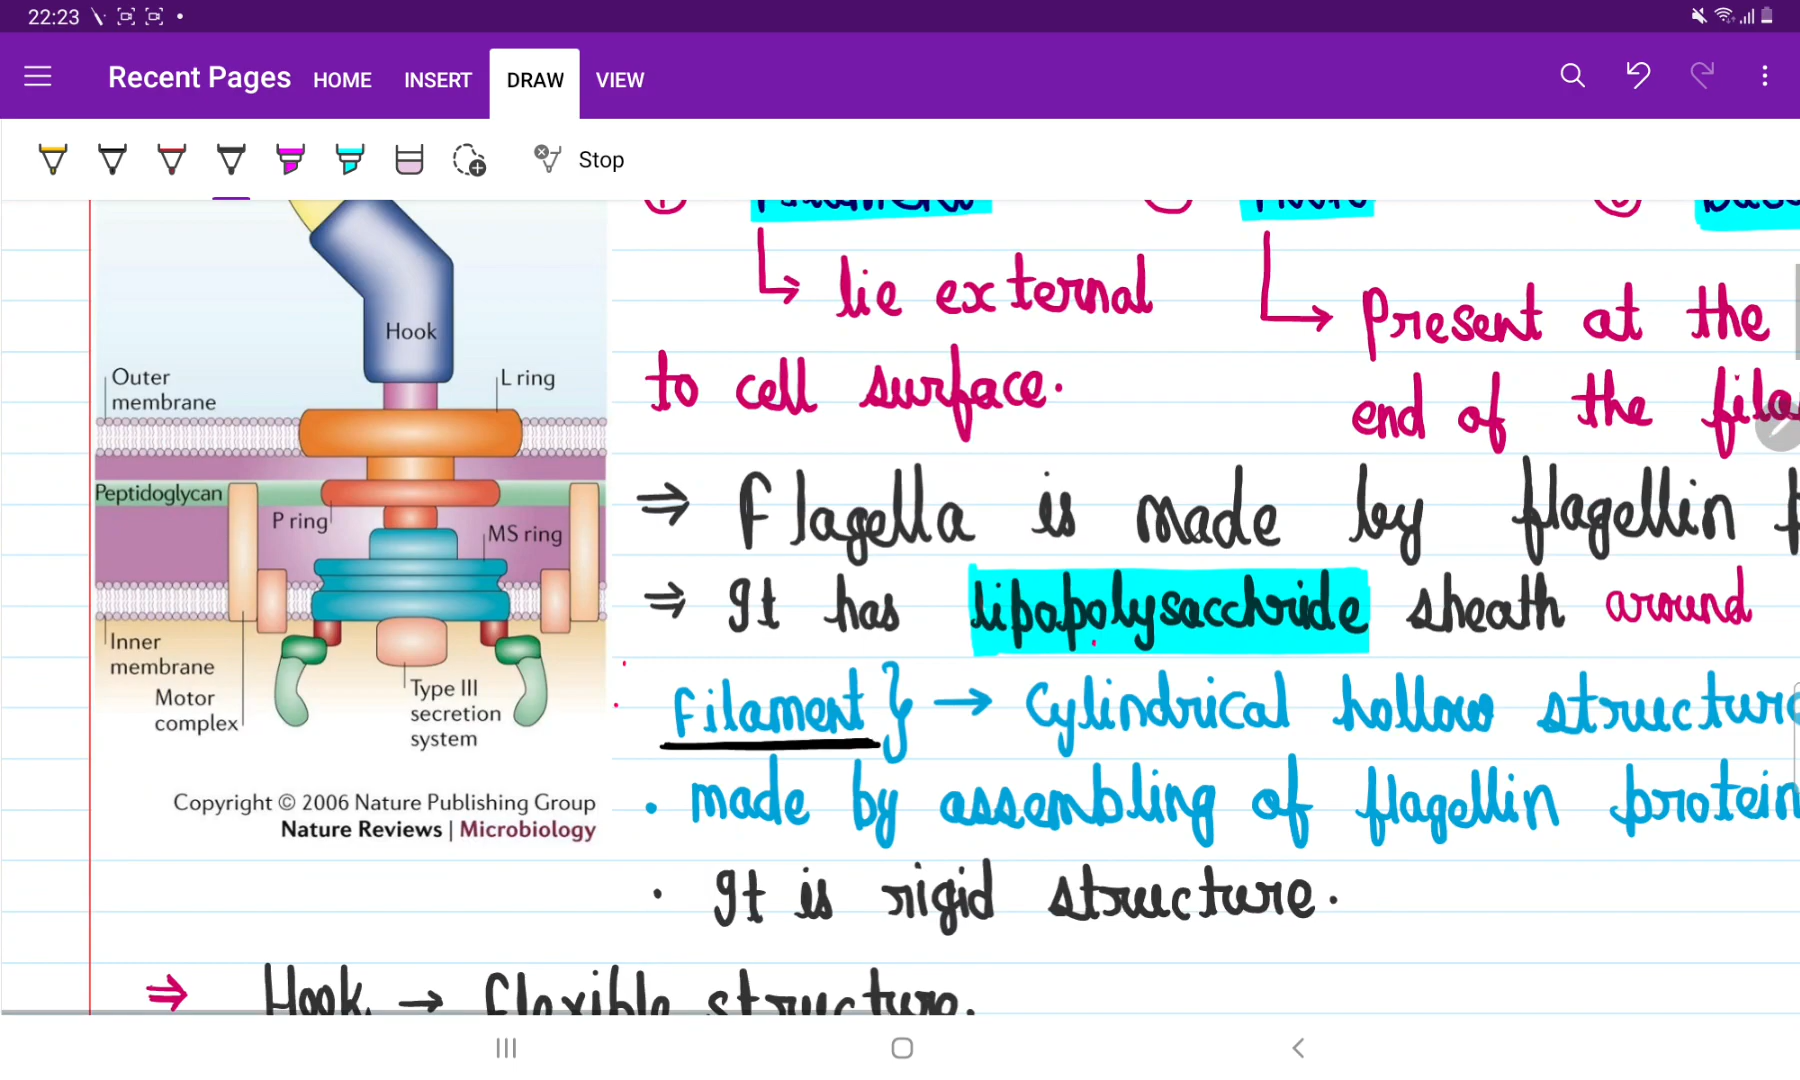 22:23
Recent Pages HOME INSERT DRAW VIEW
Stop
Hook
Outer
membrane
L ring
Peptidoglycan
P ring
MS ring
Inner
membrane
Motor
complex
Type III
secretion
system
Copyright © 2006 Nature Publishing Group
Nature Reviews | Microbiology
lie external
to cell surface.
Present at the
end of the
⇒ Flagella is made by flagellin
⇒ It has lipopolysacchride sheath around
Filament} → Cylindrical hollow structure
• made by assembling of flagellin protein
• It is rigid structure.
⇒ Hook → flexible structure.